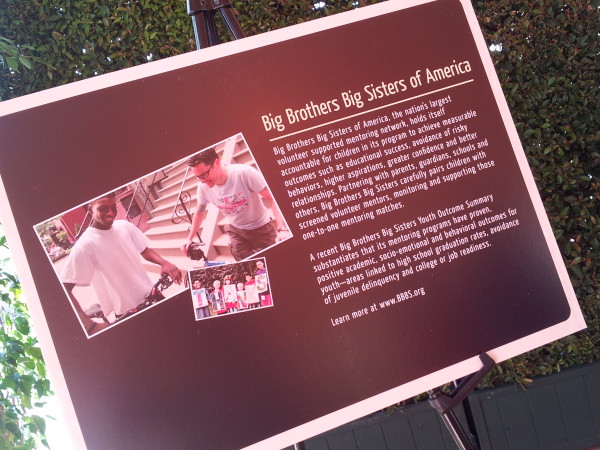 Big Brothers Big Sisters of America
Big Brothers Big Sisters of America, the nation's largest
volunteer supported mentoring network, holds itself
accountable for children in its program to achieve measurable
outcomes such as educational success, avoidance of risky
behaviors, higher aspirations, greater confidence and better
relationships. Partnering with parents, guardians, schools and
others, Big Brothers Big Sisters carefully pairs children with
screened volunteer mentors, monitoring and supporting those
one-to-one mentoring matches.
A recent Big Brothers Big Sisters Youth Outcome Summary
substantiates that its mentoring programs have proven,
positive academic, socio-emotional and behavioral outcomes for
youth—areas linked to high school graduation rates, avoidance
of juvenile delinquency and college or job readiness.
Learn more at www.BBBS.org